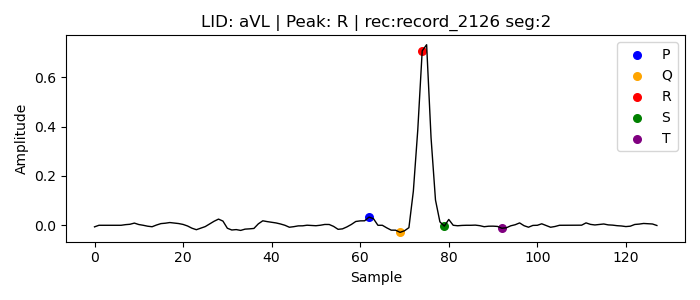 LID: aVL | Peak: R | rec:record_2126 seg:2
Amplitude
0.6
0.4
0.2
0.0
0
20
40
60
80
100
120
Sample
P
Q
R
S
T